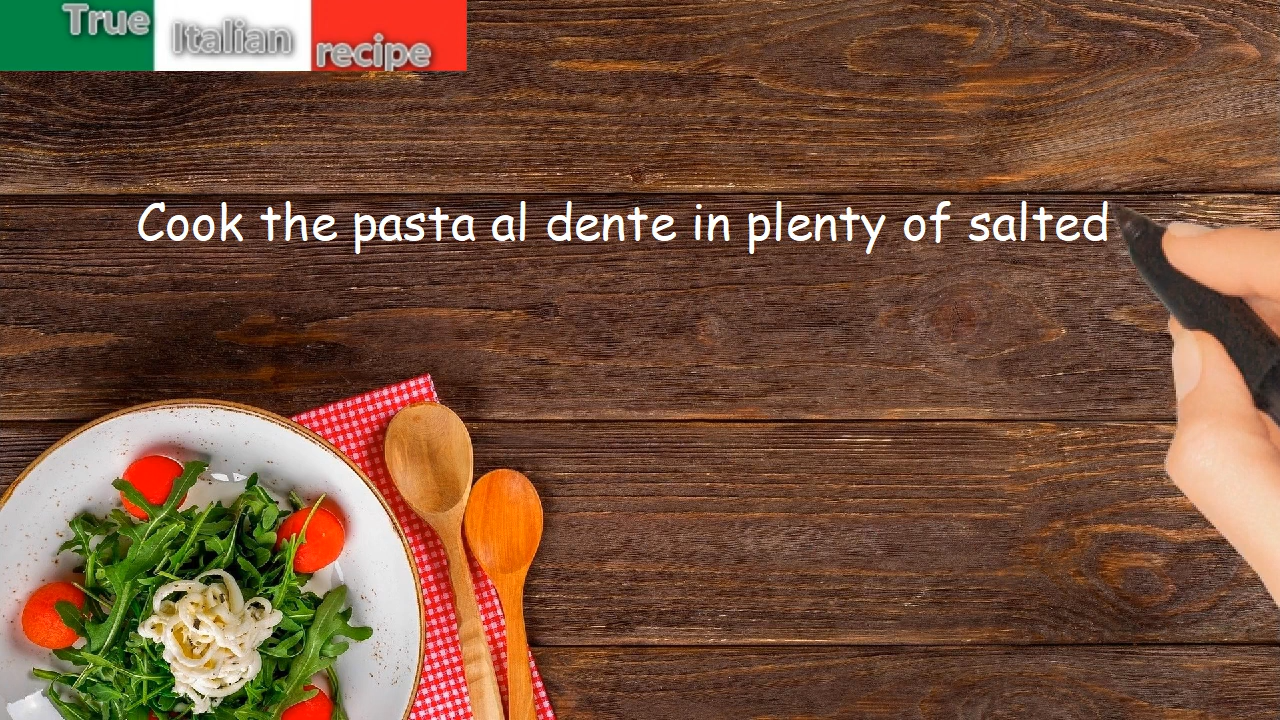 True Italian recipe
Cook the pasta al dente in plenty of salted